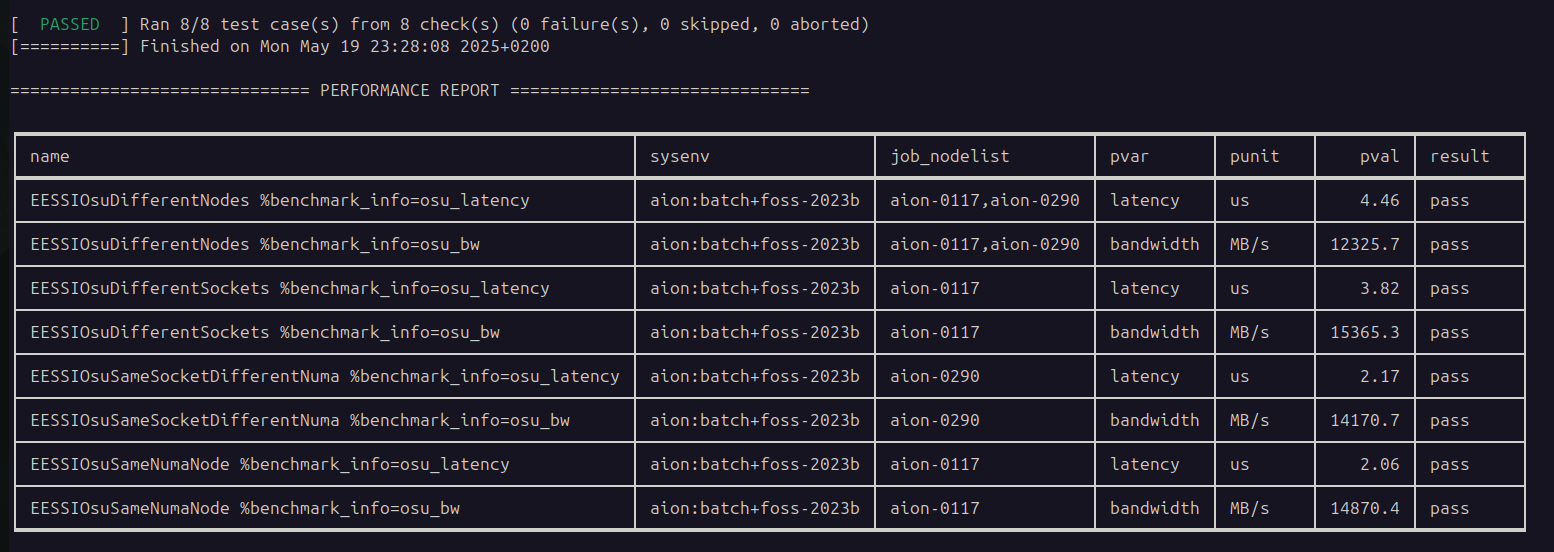 [  PASSED  ] Ran 8/8 test case(s) from 8 check(s) (0 failure(s), 0 skipped, 0 aborted)
[==========] Finished on Mon May 19 23:28:08 2025+0200
============================== PERFORMANCE REPORT ==============================
name sysenv job_nodelist pvar punit pval result
EESSIOsuDifferentNodes %benchmark_info=osu_latency aion:batch+foss-2023b aion-0117,aion-0290 latency us 4.46 pass
EESSIOsuDifferentNodes %benchmark_info=osu_bw aion:batch+foss-2023b aion-0117,aion-0290 bandwidth MB/s 12325.7 pass
EESSIOsuDifferentSockets %benchmark_info=osu_latency aion:batch+foss-2023b aion-0117 latency us 3.82 pass
EESSIOsuDifferentSockets %benchmark_info=osu_bw aion:batch+foss-2023b aion-0117 bandwidth MB/s 15365.3 pass
EESSIOsuSameSocketDifferentNuma %benchmark_info=osu_latency aion:batch+foss-2023b aion-0290 latency us 2.17 pass
EESSIOsuSameSocketDifferentNuma %benchmark_info=osu_bw aion:batch+foss-2023b aion-0290 bandwidth MB/s 14170.7 pass
EESSIOsuSameNumaNode %benchmark_info=osu_latency aion:batch+foss-2023b aion-0117 latency us 2.06 pass
EESSIOsuSameNumaNode %benchmark_info=osu_bw aion:batch+foss-2023b aion-0117 bandwidth MB/s 14870.4 pass